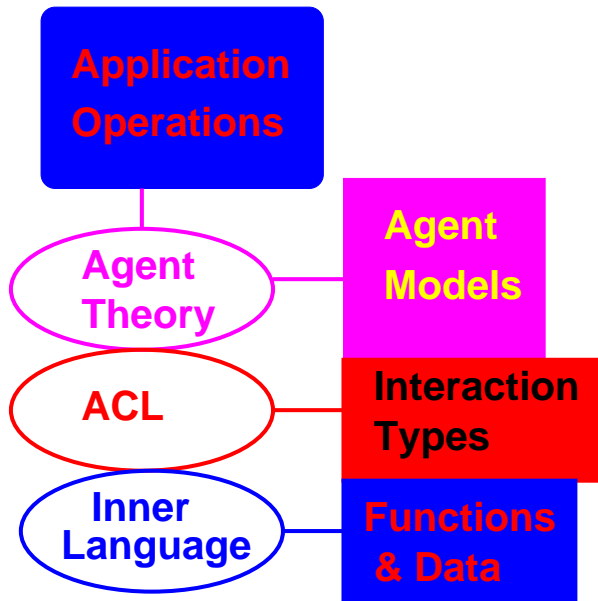 Application
Operations
Agent
Theory
Agent
Models
ACL
Interaction
Types
Inner
Language
Functions
& Data